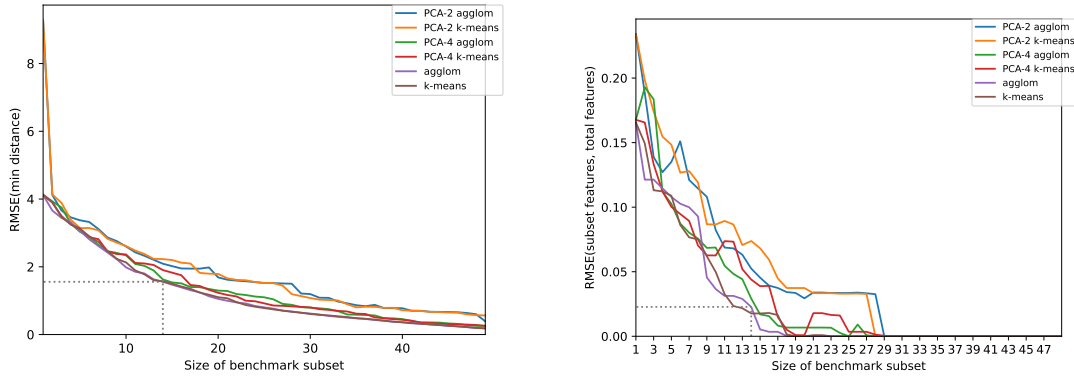 RMSE(min distance)
8
6
4
2
0
10
20
30
40
Size of benchmark subset
PCA-2 agglom
PCA-2 k-means
PCA-4 agglom
PCA-4 k-means
agglom
k-means
RMSE(subset features, total features)
0.20
0.15
0.10
0.05
0.00
1 3 5 7 9 11 13 15 17 19 21 23 25 27 29 31 33 35 37 39 41 43 45 47
Size of benchmark subset
PCA-2 agglom
PCA-2 k-means
PCA-4 agglom
PCA-4 k-means
agglom
k-means